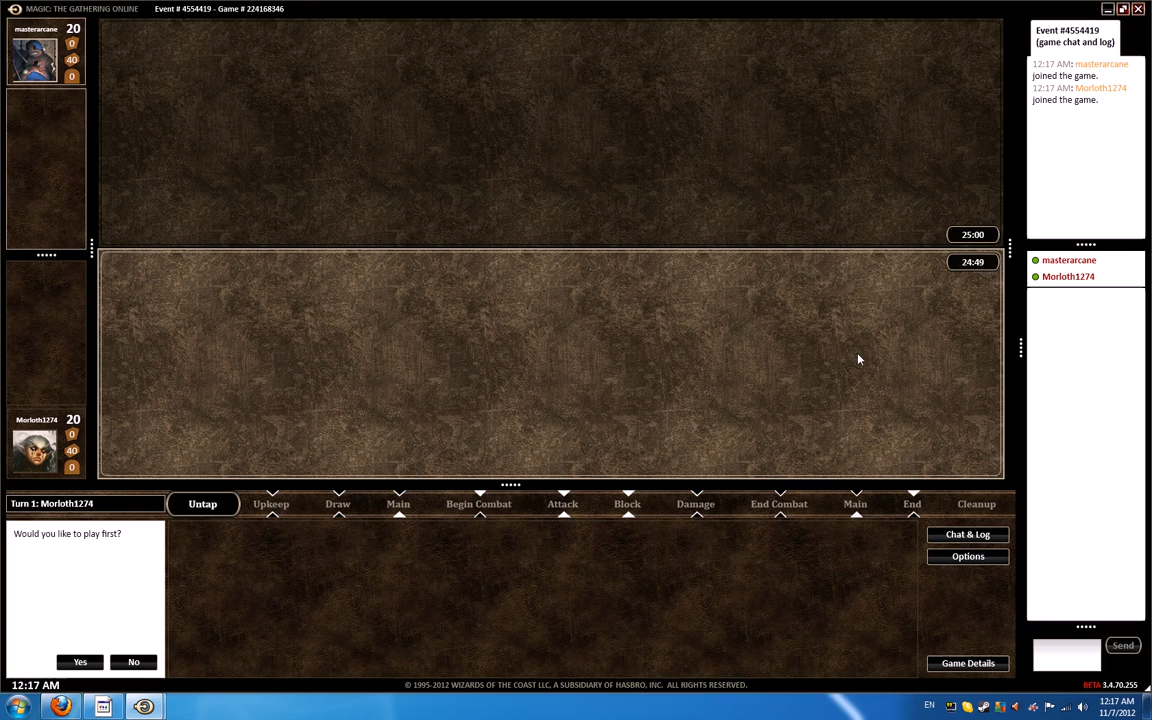 MAGIC: THE GATHERING ONLINE Event # 4554419 - Game # 224168346
masterarcane 20
0
40
0
25:00
24:49
Morloth1274 20
0
40
0
Event #4554419
(game chat and log)
12:17 AM: masterarcane
joined the game.
12:17 AM: Morloth1274
joined the game.
masterarcane
Morloth1274
Turn 1: Morloth1274 Untap Upkeep Draw Main Begin Combat Attack Block Damage End Combat Main End Cleanup
Would you like to play first?
Yes No
Chat & Log
Options
Game Details
Send
12:17 AM © 1995-2012 WIZARDS OF THE COAST LLC, A SUBSIDIARY OF HASBRO, INC. ALL RIGHTS RESERVED. BETA 3.4.70.255
EN 12:17 AM
11/7/2012